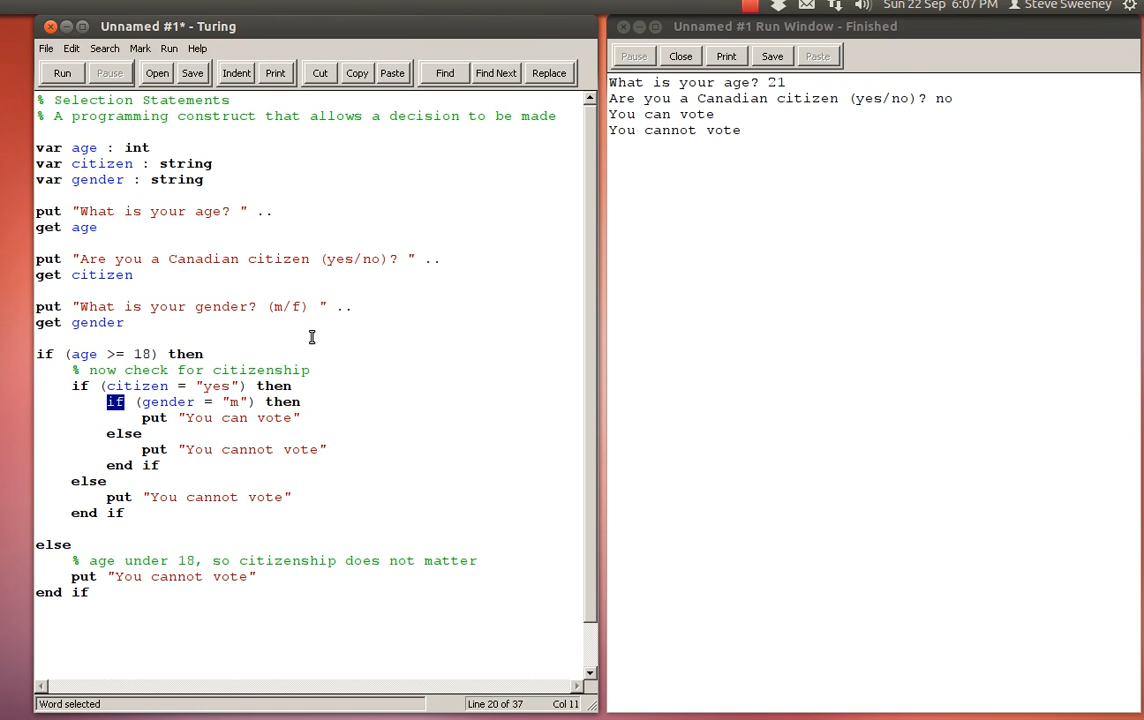 Sun 22 Sep 6:07 PM Steve Sweeney
Unnamed #1* - Turing
File Edit Search Mark Run Help
Run Pause Open Save Indent Print Cut Copy Paste Find Find Next Replace
% Selection Statements
% A programming construct that allows a decision to be made
var age : int
var citizen : string
var gender : string
put "What is your age? " ..
get age
put "Are you a Canadian citizen (yes/no)? " ..
get citizen
put "What is your gender? (m/f) " ..
get gender
if (age >= 18) then
% now check for citizenship
if (citizen = "yes") then
if (gender = "m") then
put "You can vote"
else
put "You cannot vote"
end if
else
put "You cannot vote"
end if
else
% age under 18, so citizenship does not matter
put "You cannot vote"
end if
Word selected Line 20 of 37 Col 11
Unnamed #1 Run Window - Finished
Pause Close Print Save Paste
What is your age? 21
Are you a Canadian citizen (yes/no)? no
You can vote
You cannot vote